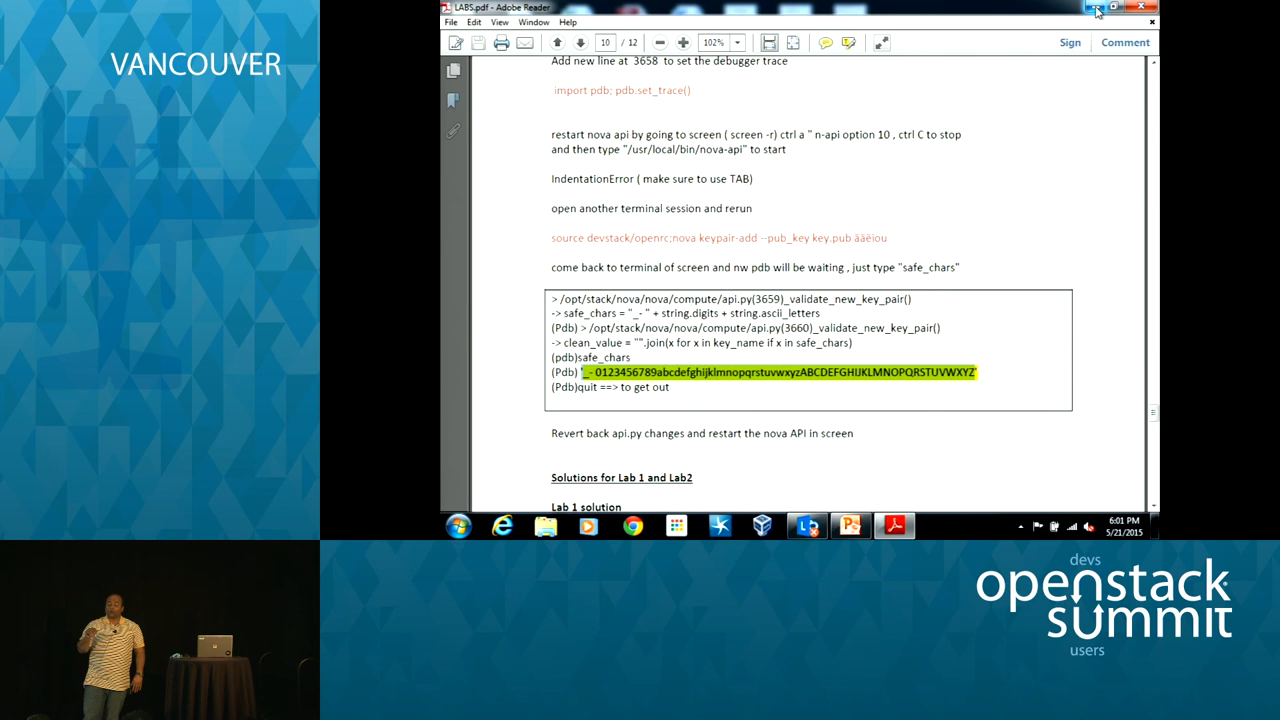 VANCOUVER
LABS.pdf - Adobe Reader
File Edit View Window Help
10 / 12 102% Sign Comment
Add new line at 3658 to set the debugger trace
import pdb; pdb.set_trace()
restart nova api by going to screen ( screen -r) ctrl a " n-api option 10 , ctrl C to stop
and then type "/usr/local/bin/nova-api" to start
IndentationError ( make sure to use TAB)
open another terminal session and rerun
source devstack/openrc;nova keypair-add --pub_key key.pub äåëïou
come back to terminal of screen and nw pdb will be waiting , just type "safe_chars"
> /opt/stack/nova/nova/compute/api.py(3659)_validate_new_key_pair()
-> safe_chars = "_- " + string.digits + string.ascii_letters
(Pdb) > /opt/stack/nova/nova/compute/api.py(3660)_validate_new_key_pair()
-> clean_value = "".join(x for x in key_name if x in safe_chars)
(pdb)safe_chars
(Pdb) '_- 0123456789abcdefghijklmnopqrstuvwxyzABCDEFGHIJKLMNOPQRSTUVWXYZ'
(Pdb)quit ==> to get out
Revert back api.py changes and restart the nova API in screen
Solutions for Lab 1 and Lab2
Lab 1 solution
6:01 PM
5/21/2015
devs
openstack
summit
users